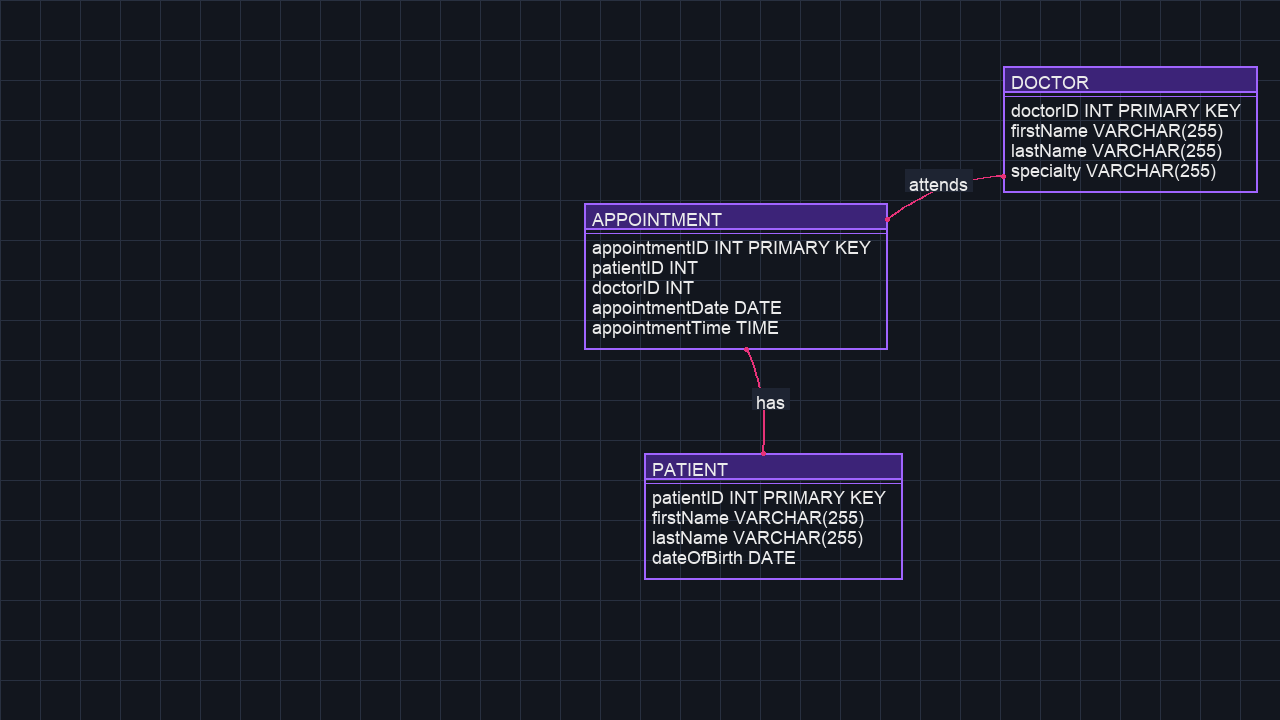 DOCTOR
doctorID INT PRIMARY KEY
firstName VARCHAR(255)
lastName VARCHAR(255)
specialty VARCHAR(255)
attends
APPOINTMENT
appointmentID INT PRIMARY KEY
patientID INT
doctorID INT
appointmentDate DATE
appointmentTime TIME
has
PATIENT
patientID INT PRIMARY KEY
firstName VARCHAR(255)
lastName VARCHAR(255)
dateOfBirth DATE